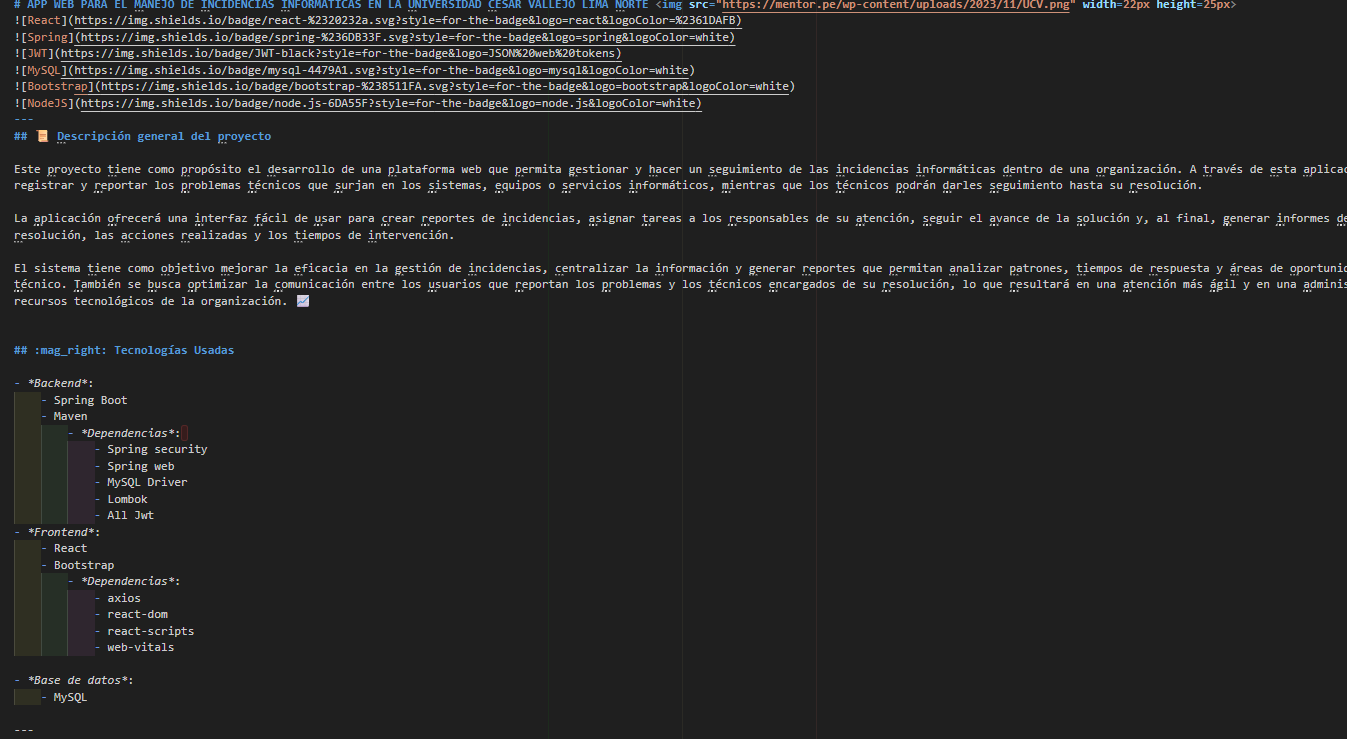 # APP WEB PARA EL MANEJO DE INCIDENCIAS INFORMATICAS EN LA UNIVERSIDAD CESAR VALLEJO LIMA NORTE <img src="https://mentor.pe/wp-content/uploads/2023/11/UCV.png" width=22px height=25px>
![React](https://img.shields.io/badge/react-%2320232a.svg?style=for-the-badge&logo=react&logoColor=%2361DAFB)
![Spring](https://img.shields.io/badge/spring-%236DB33F.svg?style=for-the-badge&logo=spring&logoColor=white)
![JWT](https://img.shields.io/badge/JWT-black?style=for-the-badge&logo=JSON%20web%20tokens)
![MySQL](https://img.shields.io/badge/mysql-4479A1.svg?style=for-the-badge&logo=mysql&logoColor=white)
![Bootstrap](https://img.shields.io/badge/bootstrap-%238511FA.svg?style=for-the-badge&logo=bootstrap&logoColor=white)
![NodeJS](https://img.shields.io/badge/node.js-6DA55F?style=for-the-badge&logo=node.js&logoColor=white)
---
## 📜 Descripción general del proyecto
Este proyecto tiene como propósito el desarrollo de una plataforma web que permita gestionar y hacer un seguimiento de las incidencias informáticas dentro de una organización. A través de esta aplicac
registrar y reportar los problemas técnicos que surjan en los sistemas, equipos o servicios informáticos, mientras que los técnicos podrán darles seguimiento hasta su resolución.
La aplicación ofrecerá una interfaz fácil de usar para crear reportes de incidencias, asignar tareas a los responsables de su atención, seguir el avance de la solución y, al final, generar informes de
resolución, las acciones realizadas y los tiempos de intervención.
El sistema tiene como objetivo mejorar la eficacia en la gestión de incidencias, centralizar la información y generar reportes que permitan analizar patrones, tiempos de respuesta y áreas de oportunid
técnico. También se busca optimizar la comunicación entre los usuarios que reportan los problemas y los técnicos encargados de su resolución, lo que resultará en una atención más ágil y en una adminis
recursos tecnológicos de la organización. 📈
## :mag_right: Tecnologías Usadas
- *Backend*:
- Spring Boot
- Maven
- *Dependencias*:
- Spring security
- Spring web
- MySQL Driver
- Lombok
- All Jwt
- *Frontend*:
- React
- Bootstrap
- *Dependencias*:
- axios
- react-dom
- react-scripts
- web-vitals
- *Base de datos*:
- MySQL
---